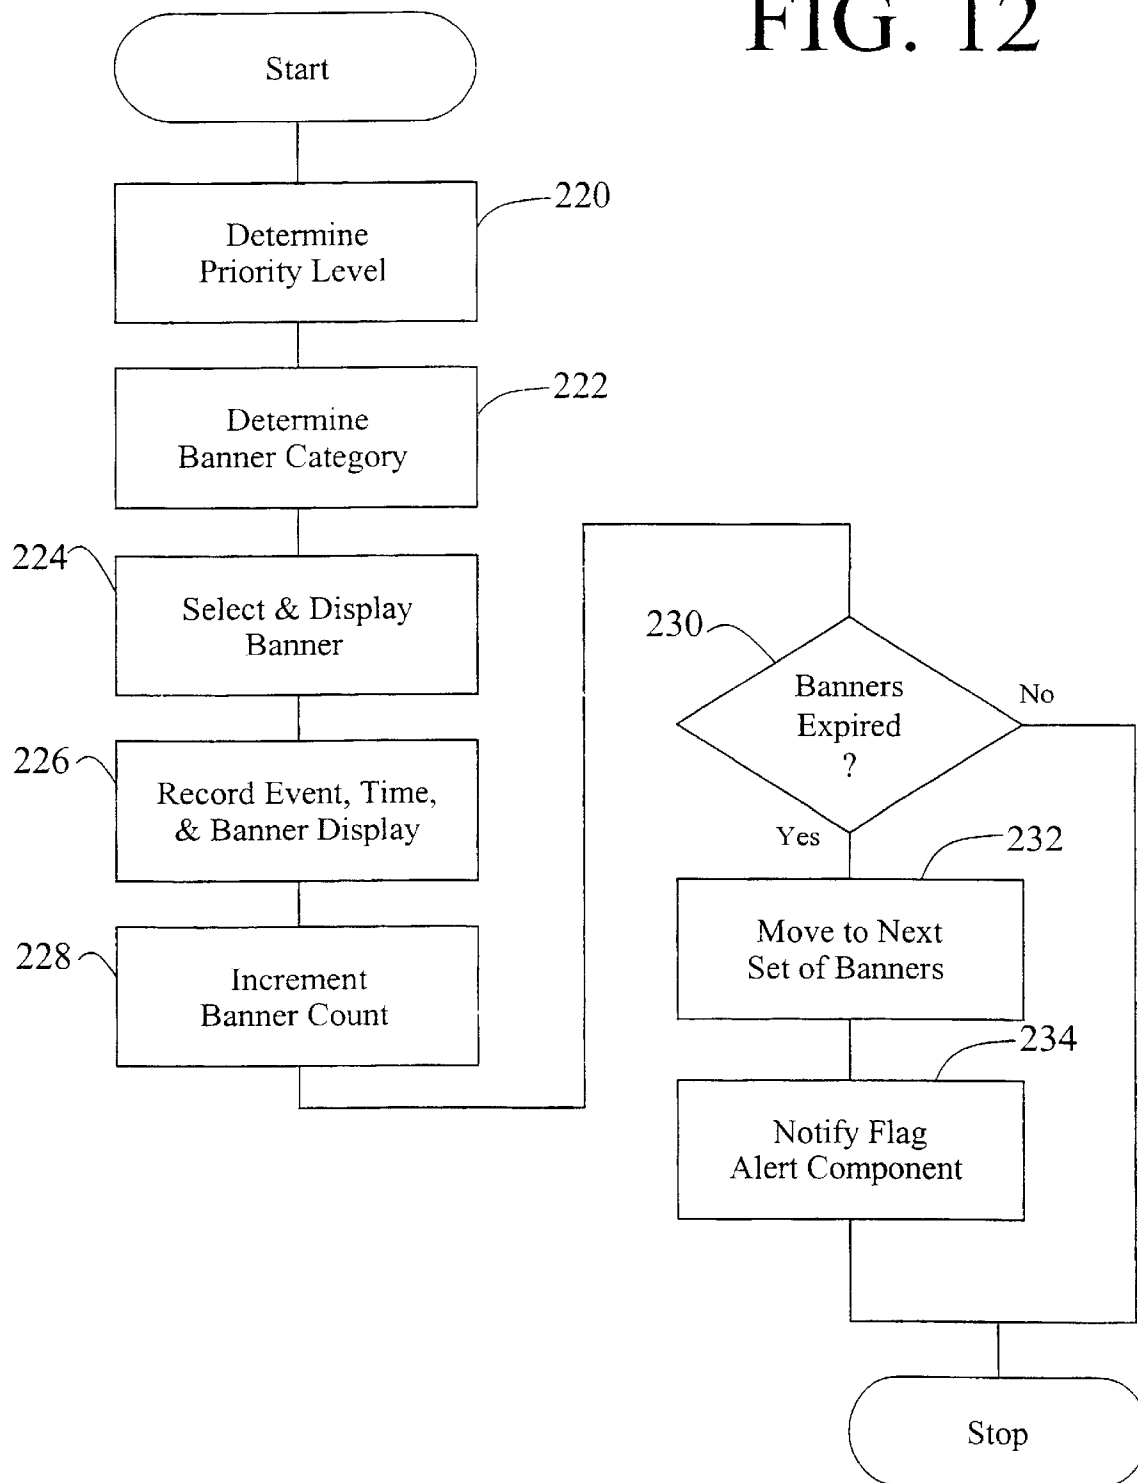 FIG. 12
Start
220
Determine
Priority Level
222
Determine
Banner Category
224
Select & Display
Banner
226
Record Event, Time,
& Banner Display
228
Increment
Banner Count
230
Banners
Expired
?
No
Yes
232
Move to Next
Set of Banners
234
Notify Flag
Alert Component
Stop